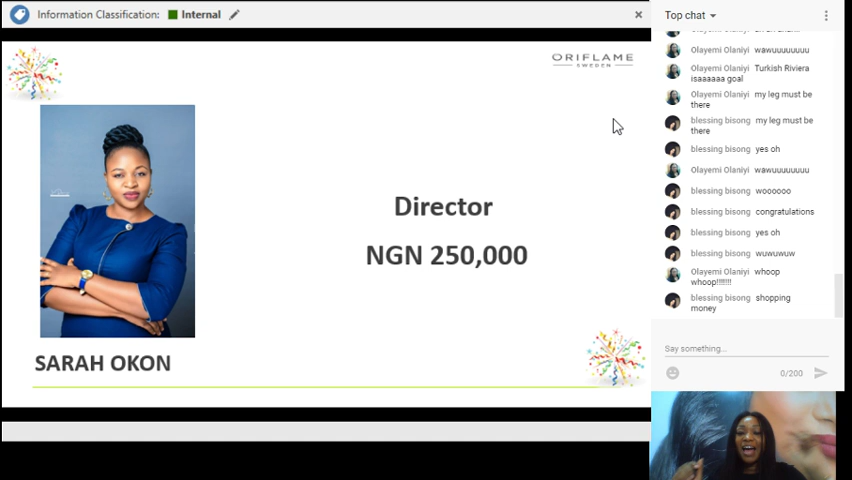 Information Classification: Internal
ORIFLAME
SWEDEN
Director
NGN 250,000
SARAH OKON
Top chat
Olayemi Olaniyi wawuuuuuuuu
Olayemi Olaniyi Turkish Riviera
isaaaaaa goal
Olayemi Olaniyi my leg must be
there
blessing bisong my leg must be
there
blessing bisong yes oh
Olayemi Olaniyi wawuuuuuuuu
blessing bisong woooooo
blessing bisong congratulations
blessing bisong yes oh
blessing bisong wuwuwuw
Olayemi Olaniyi whoop
whoop!!!!!!!
blessing bisong shopping
money
Say something...
0/200